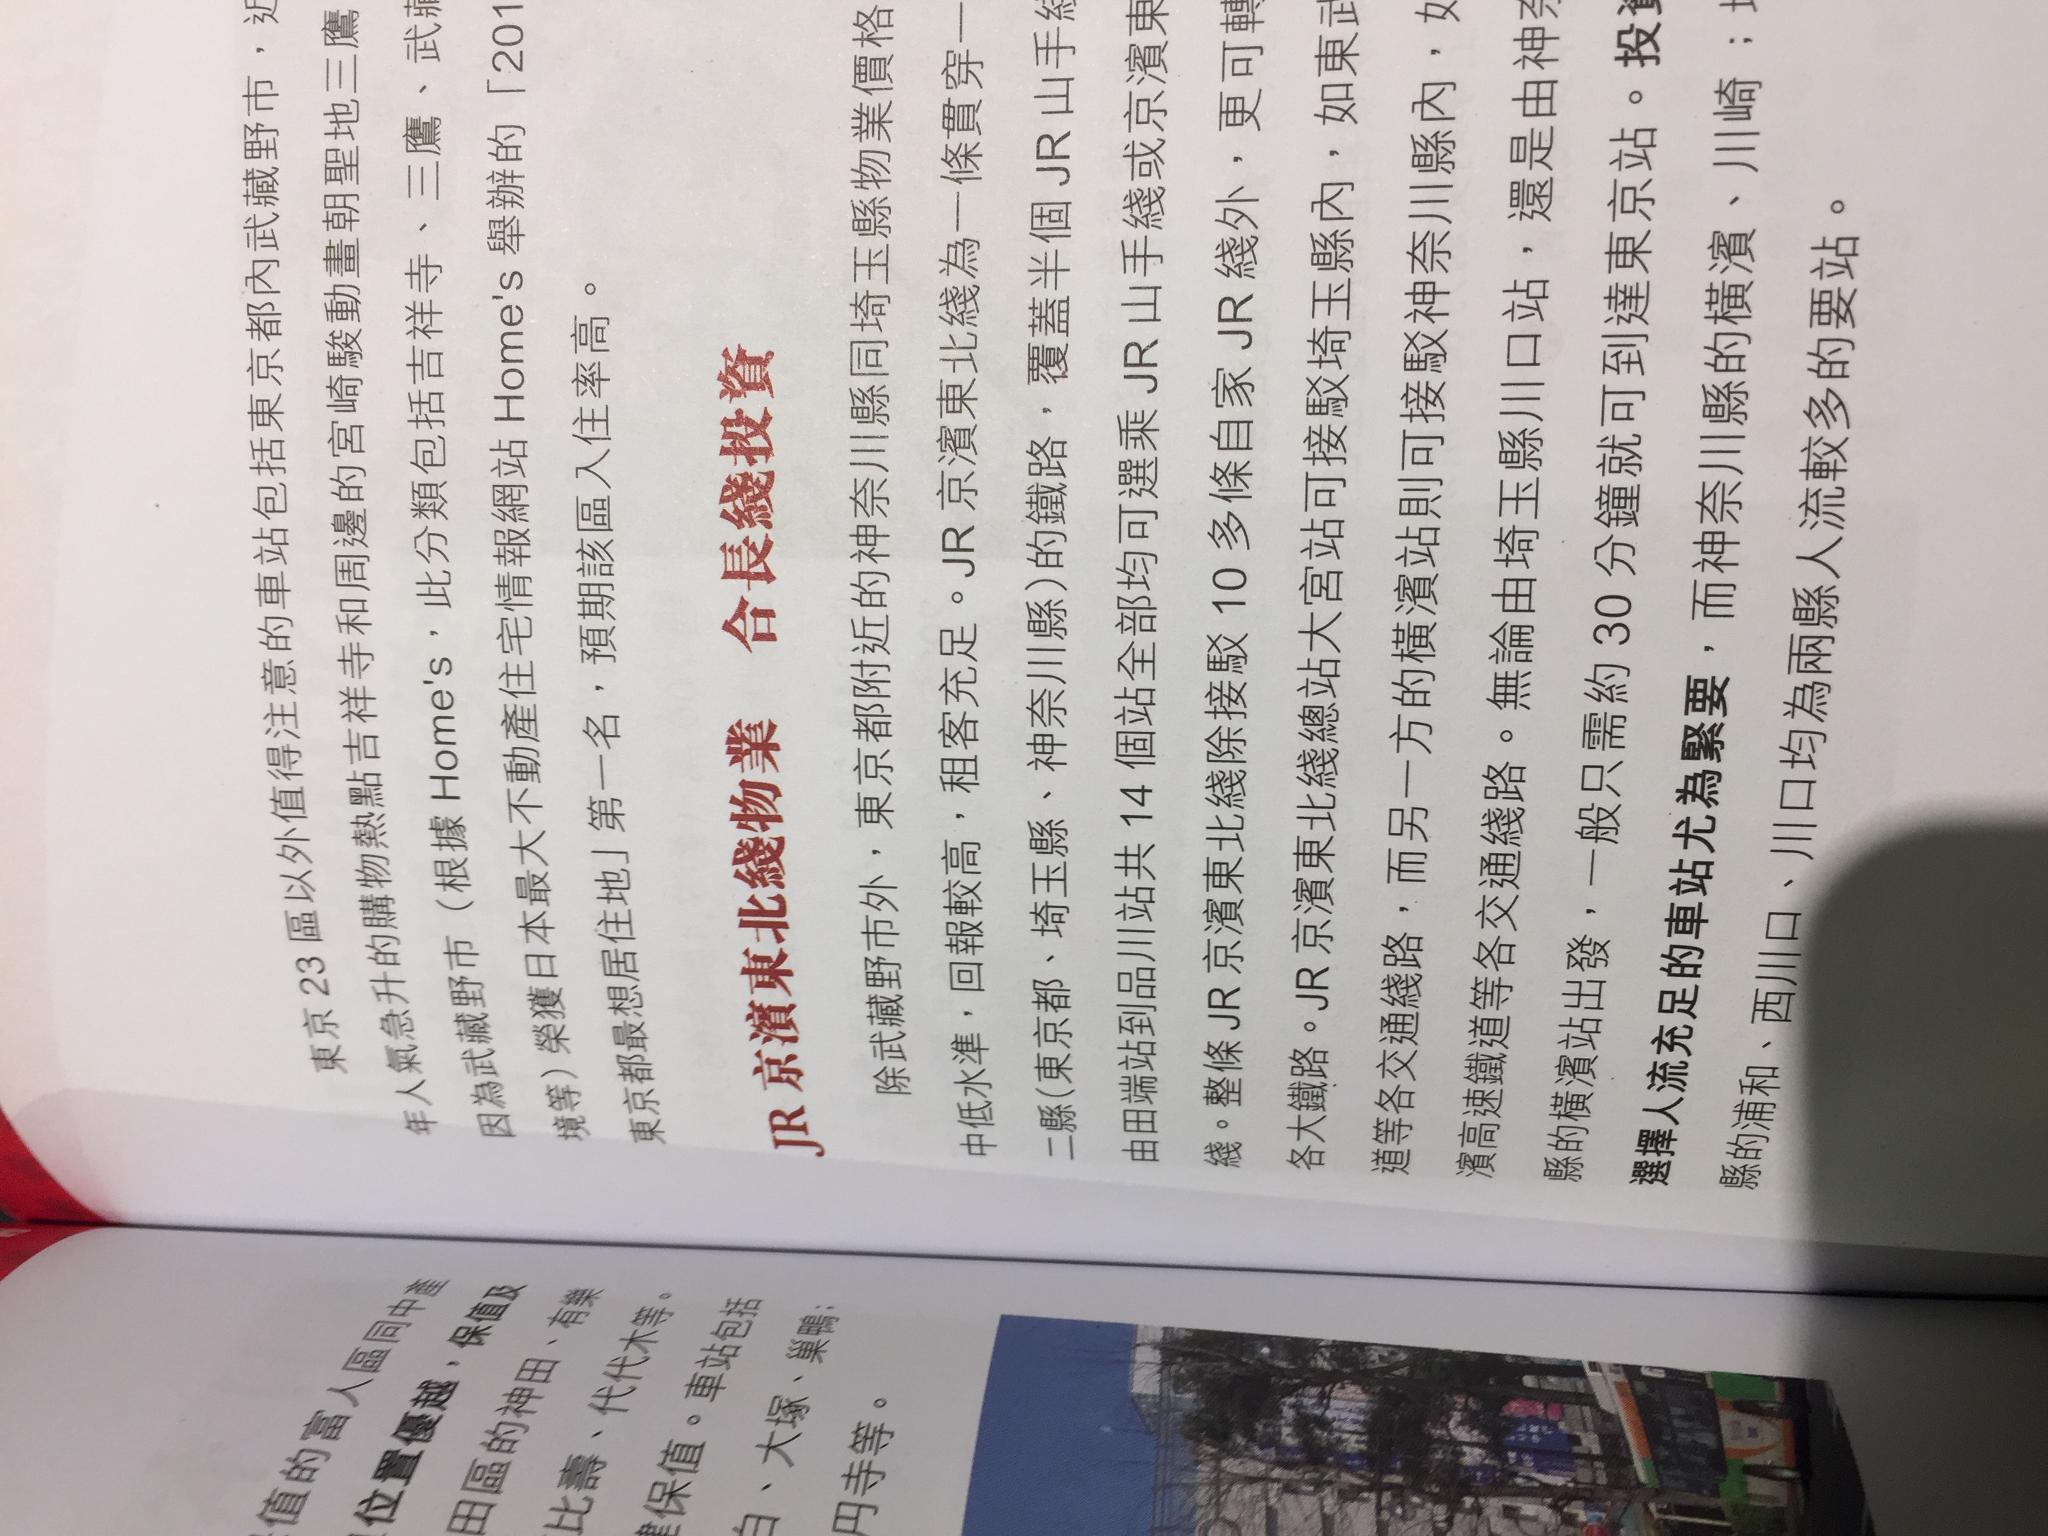 值的富人區同中產
位置優越，保值及
田區的神田、有樂
比壽、代代木等。
保值。車站包括
白、大塚、巢鴨；
円寺等。
東京 23 區以外值得注意的車站包括東京都內武藏野市，近
年人氣急升的購物熱點吉祥寺和周邊的宮崎駿動畫朝聖地三鷹
因為武藏野市（根據 Home's，此分類包括吉祥寺、三鷹、武藏
境等）榮獲日本最大不動產住宅情報網站 Home's 舉辦的「201
東京都最想居住地」第一名，預期該區入住率高。
JR 京濱東北綫物業　合長綫投資
除武藏野市外，東京都附近的神奈川縣同埼玉縣物業價格
中低水準，回報較高，租客充足。JR 京濱東北綫為一條貫穿一
二縣（東京都、埼玉縣、神奈川縣）的鐵路，覆蓋半個 JR 山手綫
由田端站到品川站共 14 個站全部均可選乘 JR 山手綫或京濱東
綫。整條 JR 京濱東北綫除接駁 10 多條自家 JR 綫外，更可轉
各大鐵路。JR 京濱東北綫總站大宮站可接駁埼玉縣內，如東武
道等各交通綫路，而另一方的橫濱站則可接駁神奈川縣內，如
濱高速鐵道等各交通綫路。無論由埼玉縣川口站，還是由神奈
縣的橫濱站出發，一般只需約 30 分鐘就可到達東京站。投資
選擇人流充足的車站尤為緊要，而神奈川縣的橫濱、川崎；埼
縣的浦和、西川口、川口均為兩縣人流較多的要站。